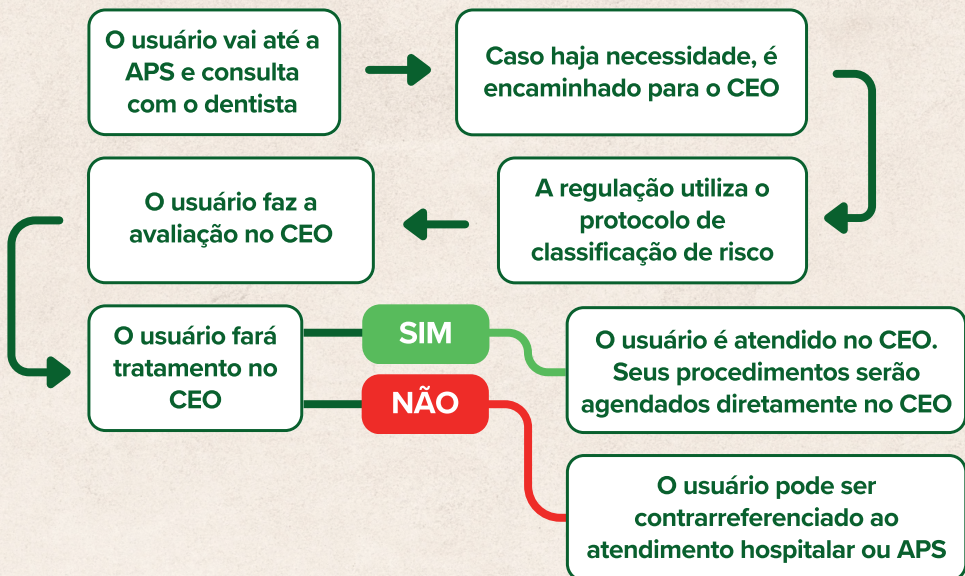 O usuário vai até a
APS e consulta
com o dentista
Caso haja necessidade, é
encaminhado para o CEO
A regulação utiliza o
protocolo de
classificação de risco
O usuário faz a
avaliação no CEO
O usuário fará
tratamento no
CEO
SIM
O usuário é atendido no CEO.
Seus procedimentos serão
agendados diretamente no CEO
NÃO
O usuário pode ser
contrarreferenciado ao
atendimento hospitalar ou APS